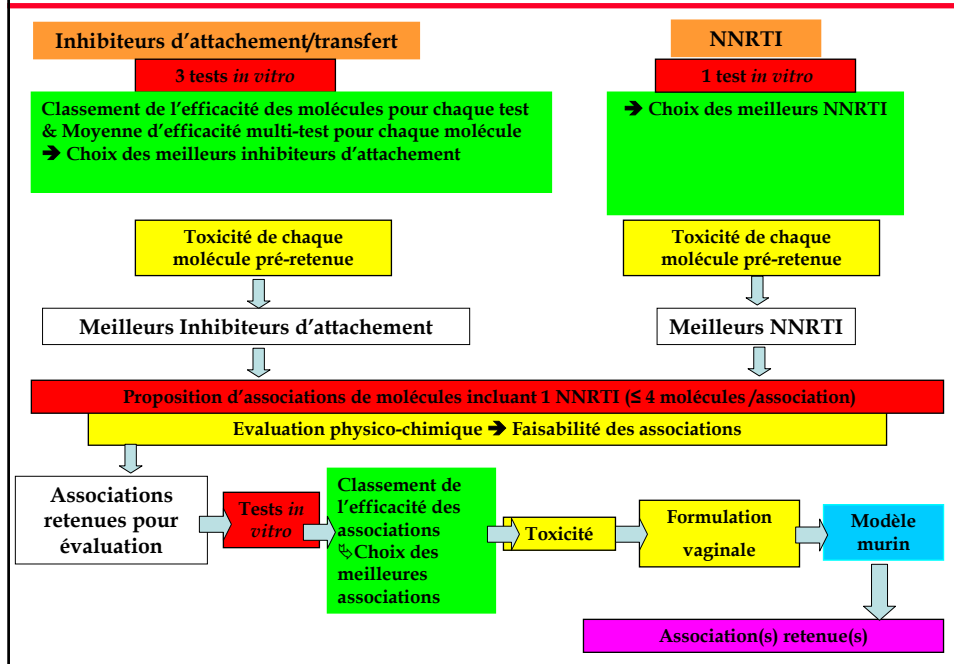 Inhibiteurs d’attachement/transfert
3 tests in vitro
Classement de l’efficacité des molécules pour chaque test
& Moyenne d’efficacité multi-test pour chaque molécule
➔ Choix des meilleurs inhibiteurs d’attachement
NNRTI
1 test in vitro
➔ Choix des meilleurs NNRTI
Toxicité de chaque
molécule pré-retenue
Toxicité de chaque
molécule pré-retenue
Meilleurs Inhibiteurs d’attachement
Meilleurs NNRTI
Proposition d’associations de molécules incluant 1 NNRTI (≤ 4 molécules /association)
Evaluation physico-chimique ➔ Faisabilité des associations
Associations
retenues pour
évaluation
Tests in
vitro
Classement de
l’efficacité des
associations
⮱Choix des
meilleures
associations
Toxicité
Formulation
vaginale
Modèle
murin
Association(s) retenue(s)